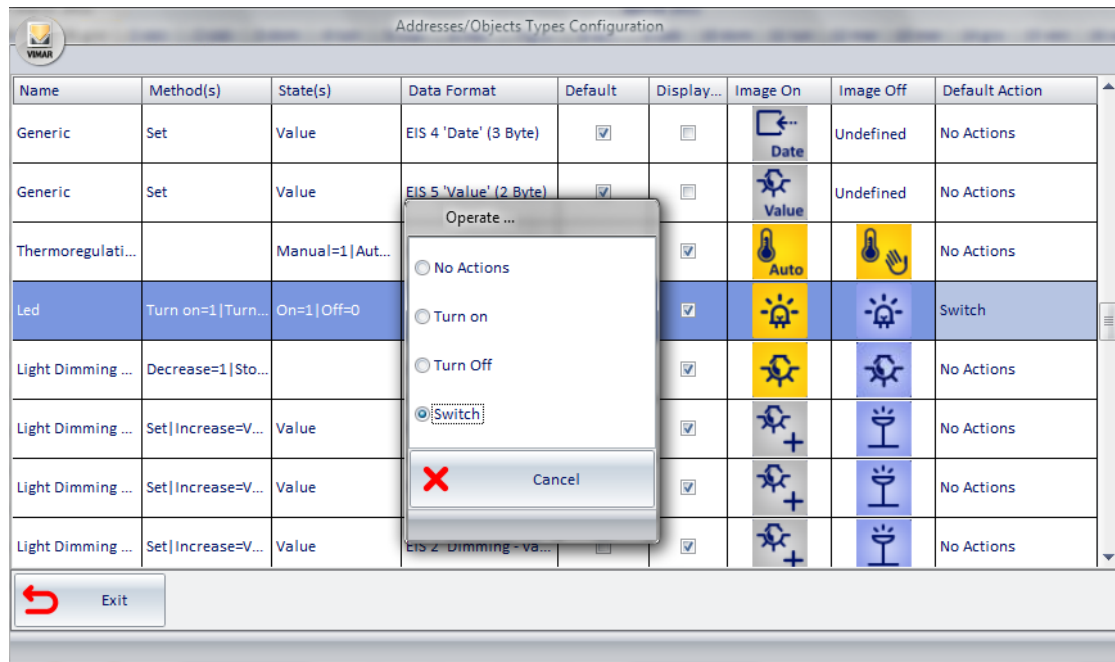 Addresses/Objects Types Configuration
VIMAR
Name Method(s) State(s) Data Format Default Display... Image On Image Off Default Action
Generic Set Value EIS 4 'Date' (3 Byte) Date Undefined No Actions
Generic Set Value EIS 5 'Value' (2 Byte) Value Undefined No Actions
Operate ...
Thermoregulati... Manual=1|Aut... Auto No Actions
No Actions
Led Turn on=1|Turn... On=1|Off=0 Switch
Turn on
Light Dimming ... Decrease=1|Sto... No Actions
Turn Off
Light Dimming ... Set|Increase=V... Value No Actions
Switch
Light Dimming ... Set|Increase=V... Value No Actions
Cancel
Light Dimming ... Set|Increase=V... Value EIS 2 'Dimming - va... No Actions
Exit